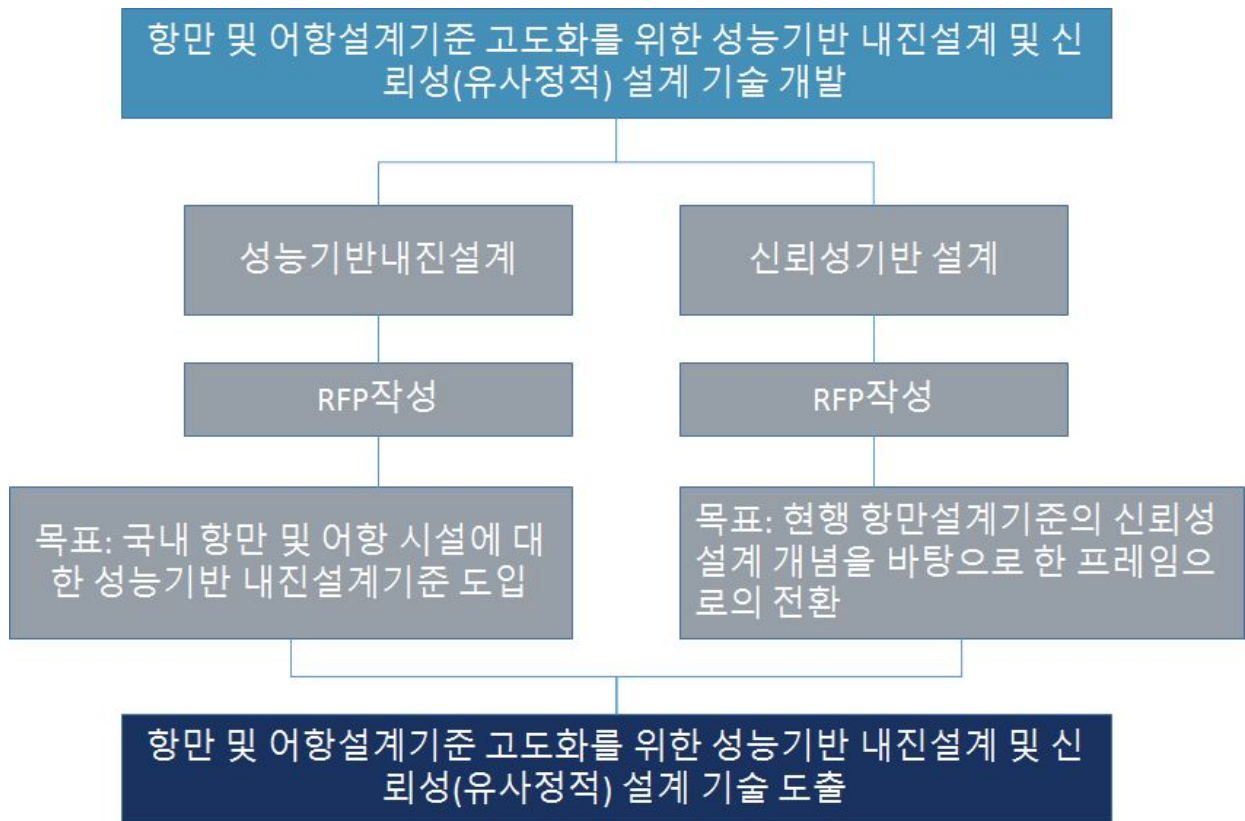 항만 및 어항설계기준 고도화를 위한 성능기반 내진설계 및 신
뢰성(유사정적) 설계 기술 개발
성능기반내진설계
신뢰성기반 설계
RFP작성
RFP작성
목표: 국내 항만 및 어항 시설에 대
한 성능기반 내진설계기준 도입
목표: 현행 항만설계기준의 신뢰성
설계 개념을 바탕으로 한 프레임으
로의 전환
항만 및 어항설계기준 고도화를 위한 성능기반 내진설계 및 신
뢰성(유사정적) 설계 기술 도출